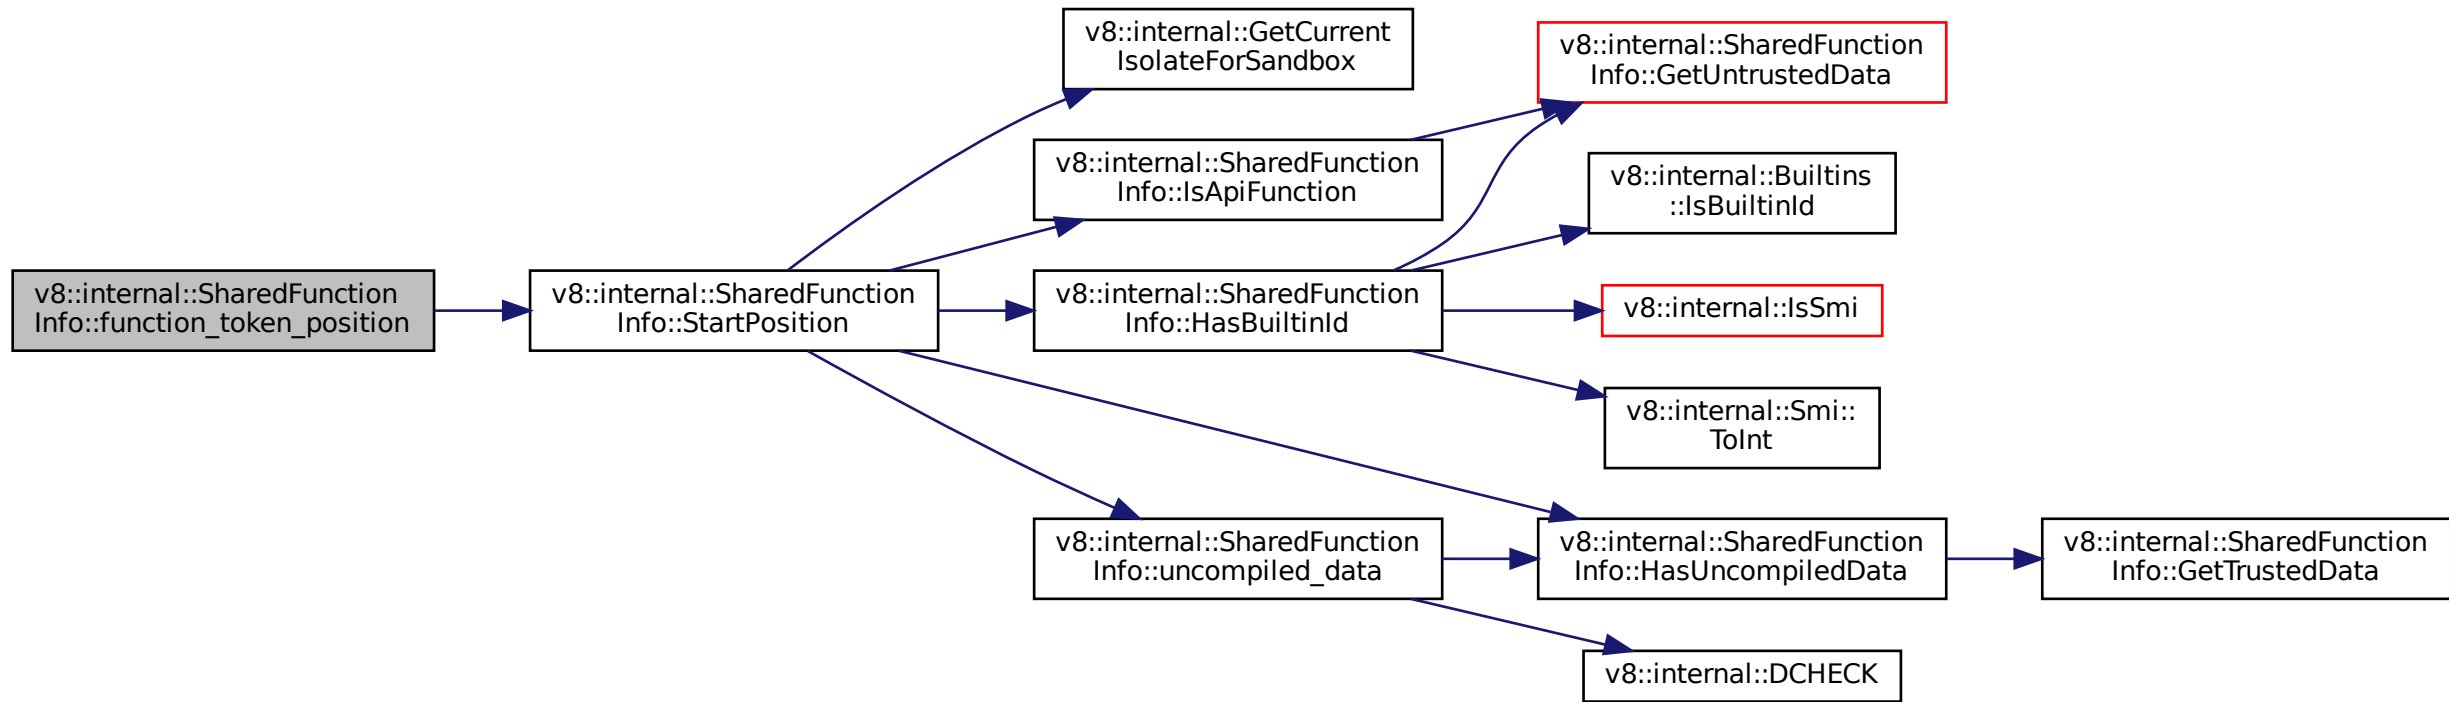 v8::internal::SharedFunction
Info::function_token_position
v8::internal::SharedFunction
Info::StartPosition
v8::internal::GetCurrent
IsolateForSandbox
v8::internal::SharedFunction
Info::IsApiFunction
v8::internal::SharedFunction
Info::HasBuiltinId
v8::internal::SharedFunction
Info::uncompiled_data
v8::internal::SharedFunction
Info::GetUntrustedData
v8::internal::Builtins
::IsBuiltinId
v8::internal::IsSmi
v8::internal::Smi::
ToInt
v8::internal::SharedFunction
Info::HasUncompiledData
v8::internal::DCHECK
v8::internal::SharedFunction
Info::GetTrustedData